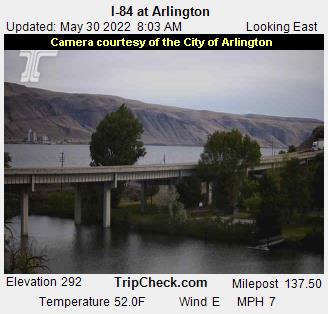 I-84 at Arlington
Updated: May 30 2022 8:03 AM Looking East
Camera courtesy of the City of Arlington
Elevation 292 TripCheck.com Milepost 137.50
Temperature 52.0F Wind E MPH 7